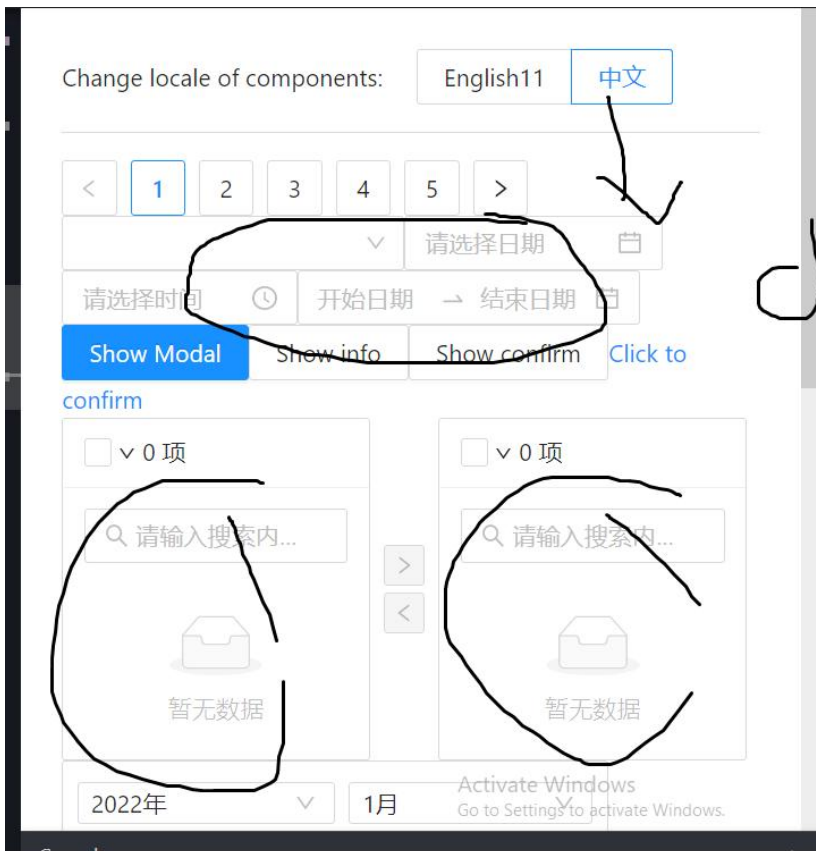 Change locale of components: English11 中文
< 1 2 3 4 5 >
请选择日期
请选择时间 开始日期 → 结束日期
Show Modal Show info Show confirm Click to
confirm
0 项 0 项
请输入搜索内... 请输入搜索内...
暂无数据 暂无数据
2022年 1月
Activate Windows
Go to Settings to activate Windows.